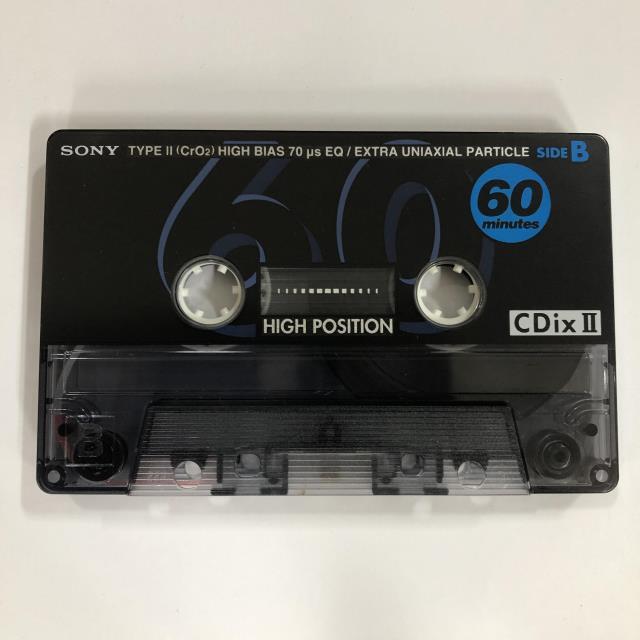 SONY TYPE II (CrO2) HIGH BIAS 70 µs EQ / EXTRA UNIAXIAL PARTICLE SIDE B
60
60
minutes
HIGH POSITION
CDix II
B